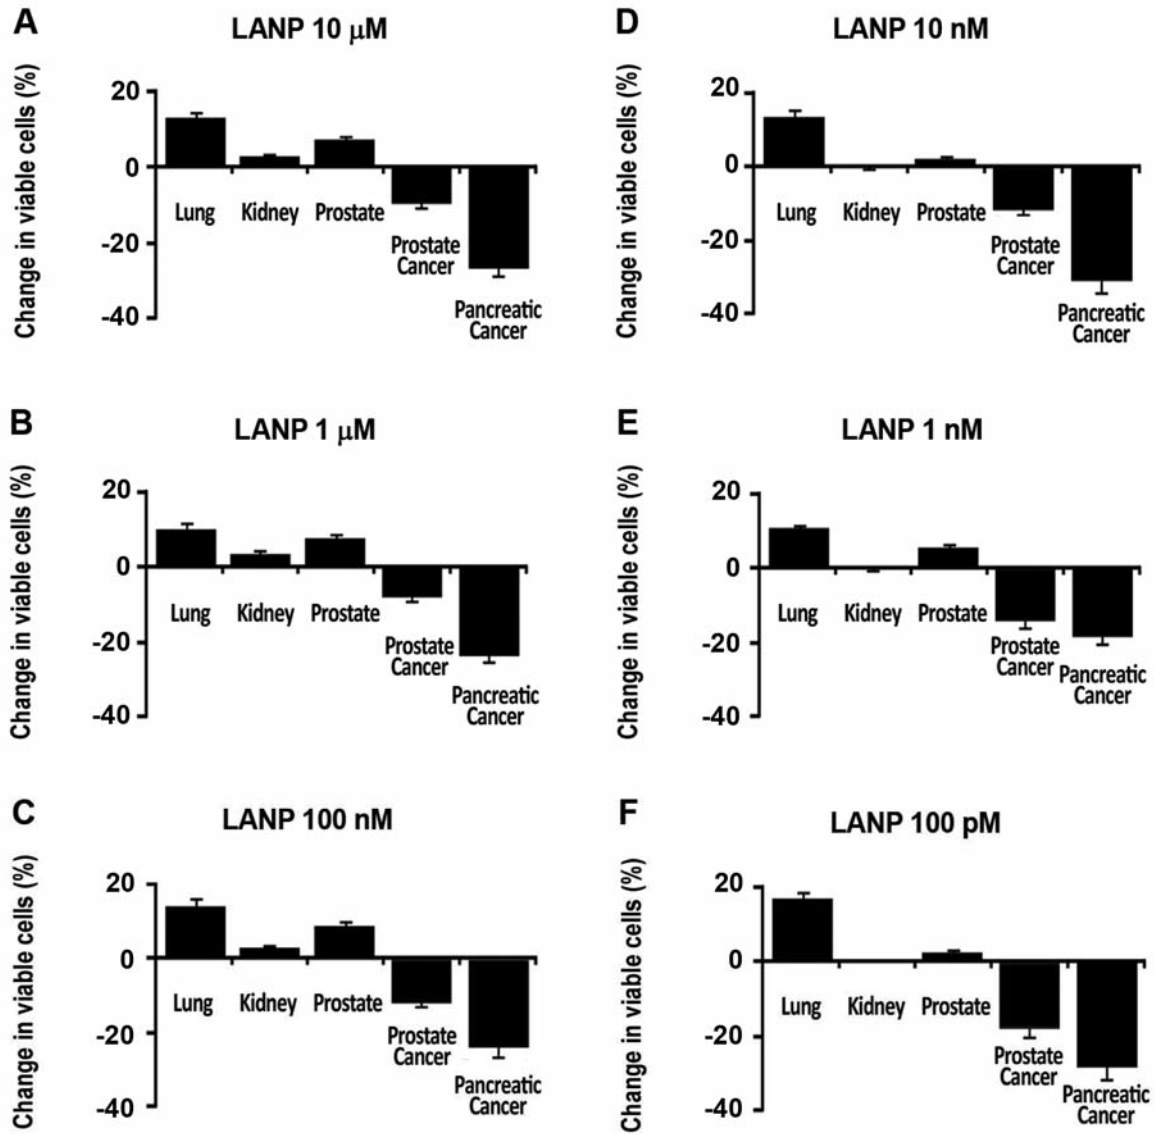 A
LANP 10 μM
Change in viable cells (%)
20
0
-20
-40
Lung
Kidney
Prostate
Prostate
Cancer
Pancreatic
Cancer
B
LANP 1 μM
Change in viable cells (%)
20
0
-20
-40
Lung
Kidney
Prostate
Prostate
Cancer
Pancreatic
Cancer
C
LANP 100 nM
Change in viable cells (%)
20
0
-20
-40
Lung
Kidney
Prostate
Prostate
Cancer
Pancreatic
Cancer
D
LANP 10 nM
Change in viable cells (%)
20
0
-20
-40
Lung
Kidney
Prostate
Prostate
Cancer
Pancreatic
Cancer
E
LANP 1 nM
Change in viable cells (%)
20
0
-20
-40
Lung
Kidney
Prostate
Prostate
Cancer
Pancreatic
Cancer
F
LANP 100 pM
Change in viable cells (%)
20
0
-20
-40
Lung
Kidney
Prostate
Prostate
Cancer
Pancreatic
Cancer